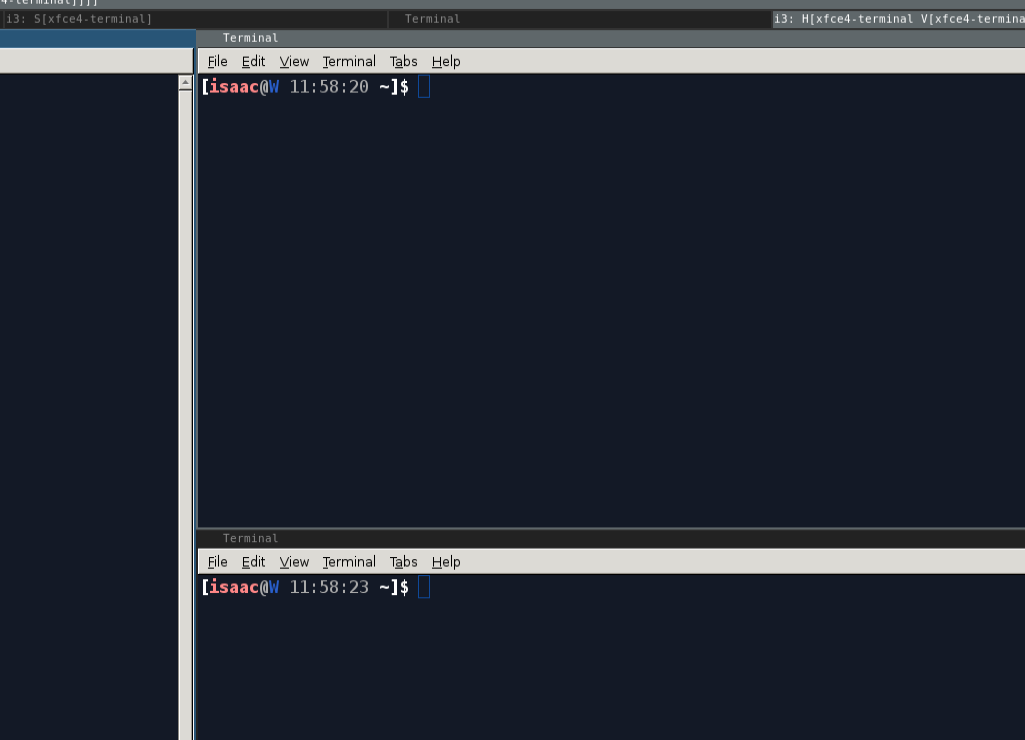 4-terminal]]]]
i3: S[xfce4-terminal] Terminal i3: H[xfce4-terminal V[xfce4-termina
Terminal
File Edit View Terminal Tabs Help
[isaac@W 11:58:20 ~]$
Terminal
File Edit View Terminal Tabs Help
[isaac@W 11:58:23 ~]$